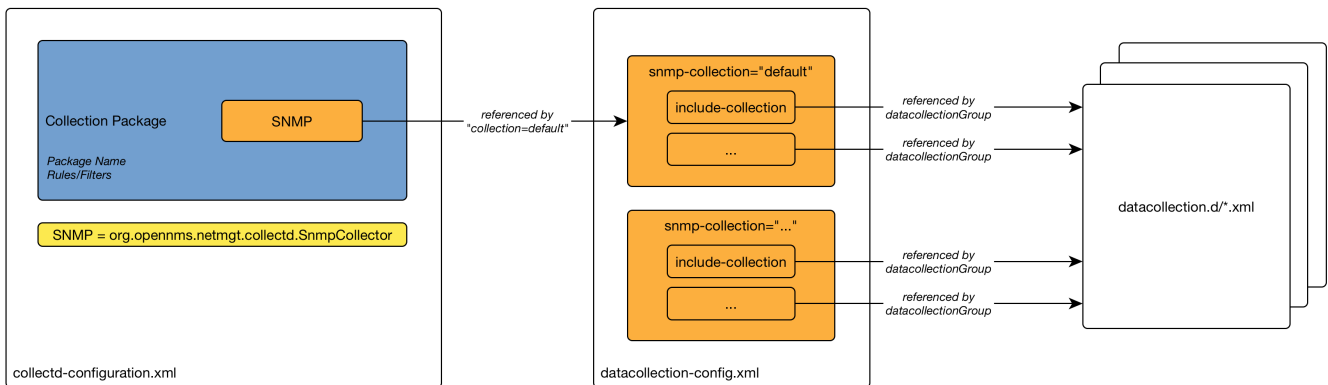 Collection Package
SNMP
Package Name
Rules/Filters
SNMP = org.opennms.netmgt.collectd.SnmpCollector
collectd-configuration.xml
referenced by
"collection=default"
snmp-collection="default"
include-collection
...
snmp-collection="..."
include-collection
...
datacollection-config.xml
referenced by
datacollectionGroup
referenced by
datacollectionGroup
referenced by
datacollectionGroup
referenced by
datacollectionGroup
datacollection.d/*.xml